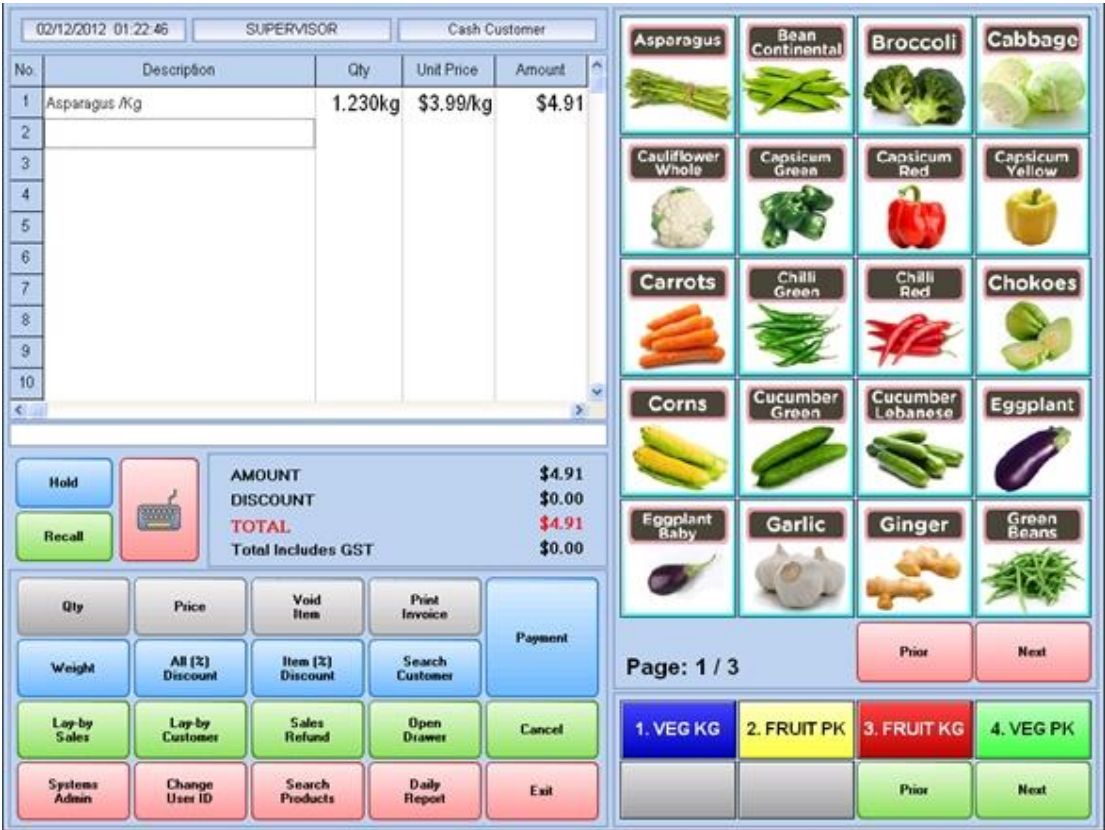 02/12/2012 01:22:46 SUPERVISOR Cash Customer
No. Description Qty Unit Price Amount
1 Asparagus /Kg 1.230kg $3.99/kg $4.91
2
3
4
5
6
7
8
9
10
Hold
Recall
AMOUNT $4.91
DISCOUNT $0.00
TOTAL $4.91
Total Includes GST $0.00
Qty
Price
Void
Item
Print
Invoice
Payment
Weight
All (%)
Discount
Item (%)
Discount
Search
Customer
Lay-by
Sales
Lay-by
Customer
Sales
Refund
Open
Drawer
Cancel
Systems
Admin
Change
User ID
Search
Products
Daily
Report
Exit
Asparagus
Bean
Continental
Broccoli
Cabbage
Cauliflower
Whole
Capsicum
Green
Capsicum
Red
Capsicum
Yellow
Carrots
Chilli
Green
Chilli
Red
Chokoes
Corns
Cucumber
Green
Cucumber
Lebanese
Eggplant
Eggplant
Baby
Garlic
Ginger
Green
Beans
Page: 1 / 3
Prior
Next
1. VEG KG
2. FRUIT PK
3. FRUIT KG
4. VEG PK
Prior
Next